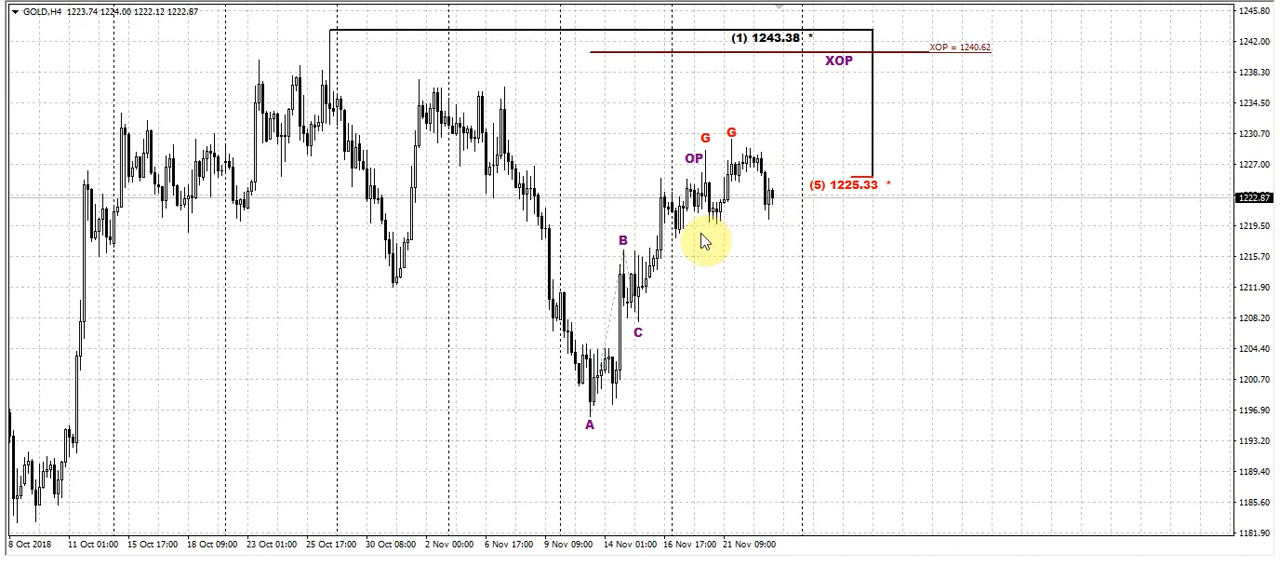 GOLD,H4 1223.74 1224.00 1222.12 1222.87
1245.80
(1) 1243.38 *
1242.00
XOP = 1240.62
XOP
1238.30
1234.50
G
G
1230.70
OP
1227.00
(5) 1225.33 *
1222.87
1219.50
B
1215.70
1211.90
1208.20
C
1204.40
1200.70
1196.90
A
1193.20
1189.40
1185.60
1181.90
8 Oct 2018 11 Oct 01:00 15 Oct 17:00 18 Oct 09:00 23 Oct 01:00 25 Oct 17:00 30 Oct 08:00 2 Nov 00:00 6 Nov 17:00 9 Nov 09:00 14 Nov 01:00 16 Nov 17:00 21 Nov 09:00